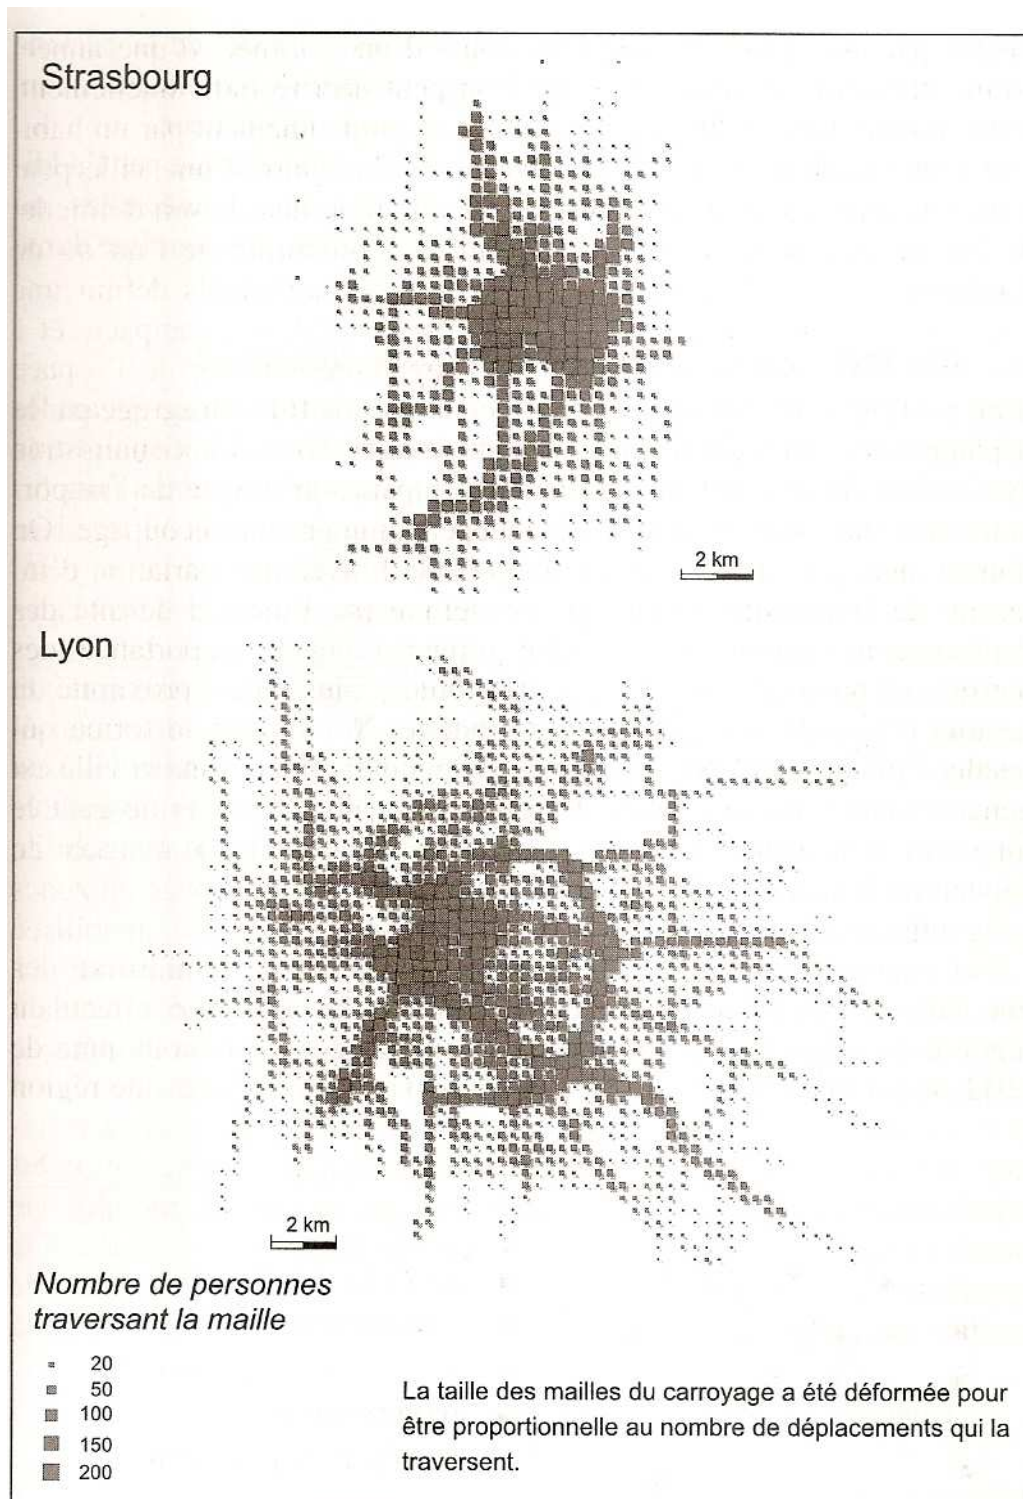 Strasbourg
2 km
Lyon
2 km
Nombre de personnes
traversant la maille
20
50
100
150
200
La taille des mailles du carroyage a été déformée pour
être proportionnelle au nombre de déplacements qui la
traversent.